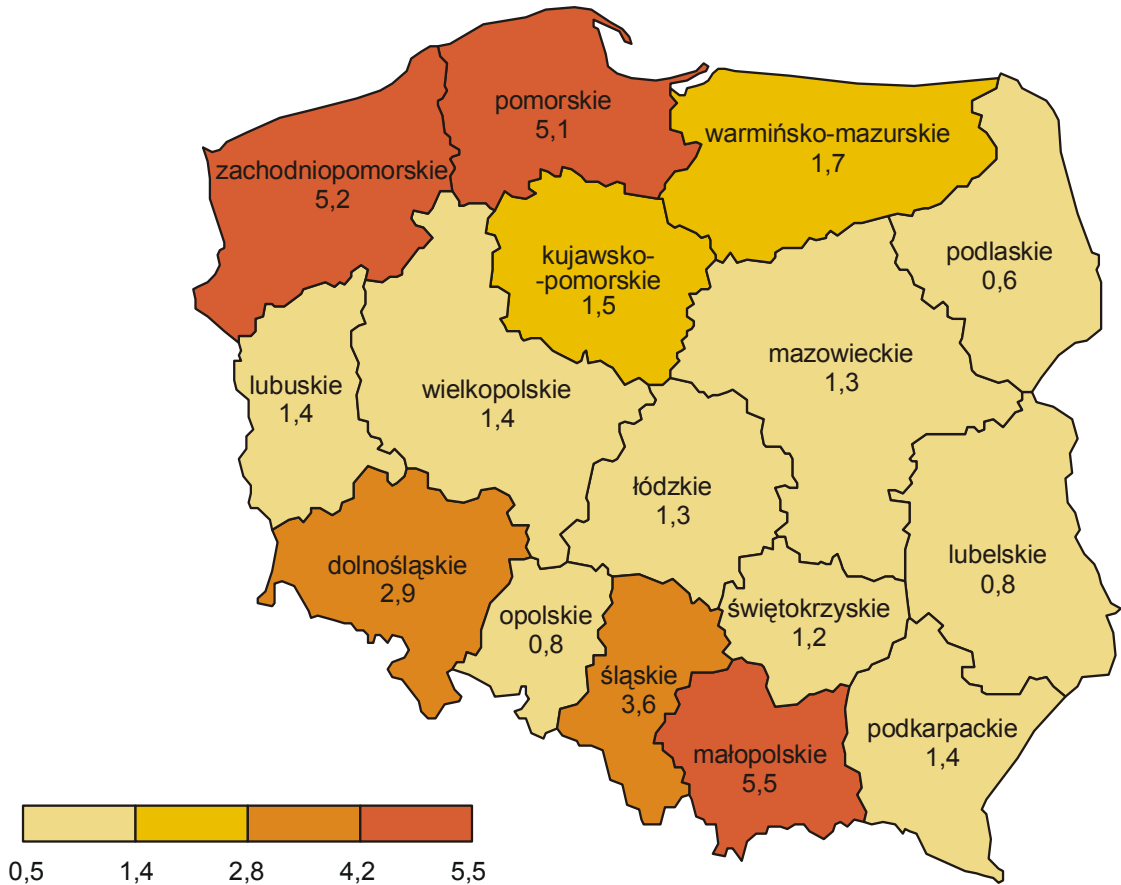 pomorskie
5,1
warmińsko-mazurskie
1,7
zachodniopomorskie
5,2
podlaskie
0,6
kujawsko-
-pomorskie
1,5
mazowieckie
1,3
lubuskie
1,4
wielkopolskie
1,4
łódzkie
1,3
lubelskie
0,8
dolnośląskie
2,9
opolskie
0,8
świętokrzyskie
1,2
śląskie
3,6
podkarpackie
1,4
małopolskie
5,5
0,5 1,4 2,8 4,2 5,5